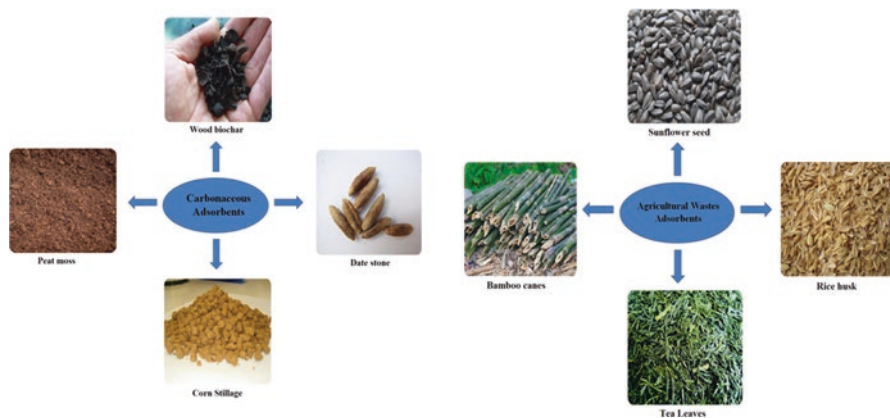 Wood biochar
Carbonaceous
Adsorbents
Peat moss
Date stone
Corn Stillage
Sunflower seed
Agricultural Wastes
Adsorbents
Bamboo canes
Rice husk
Tea Leaves